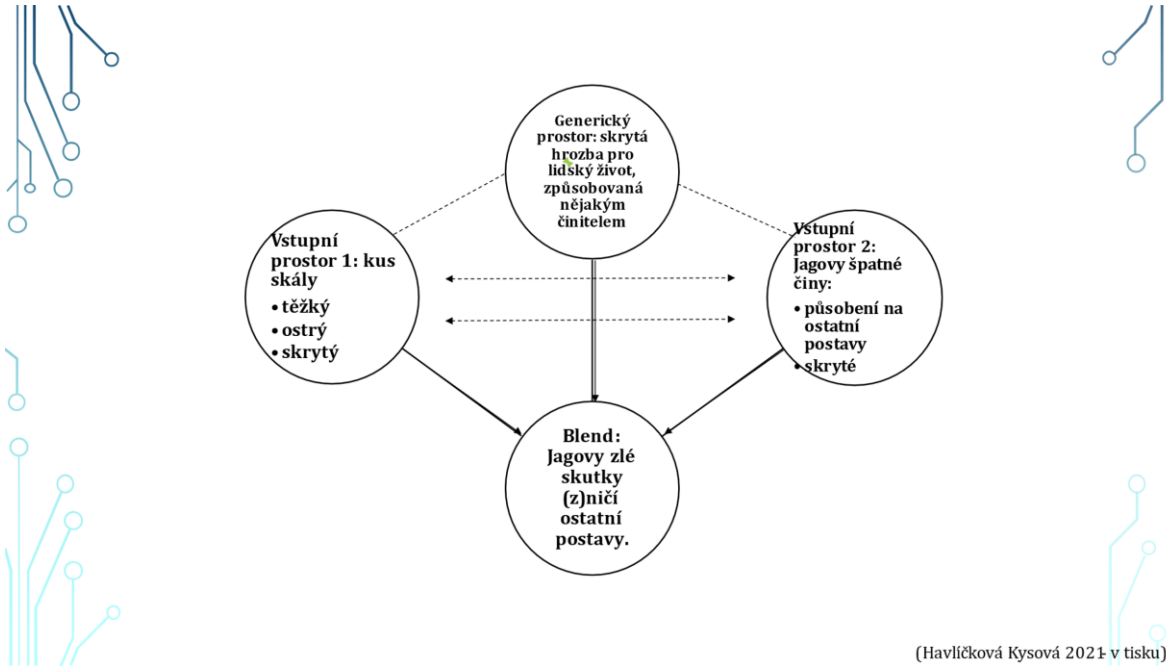 Generický
prostor: skrytá
hrozba pro
lidský život,
způsobovaná
nějakým
činitelem
Vstupní
prostor 1: kus
skály
• těžký
• ostrý
• skrytý
Vstupní
prostor 2:
Jagovy špatné
činy:
• působení na
ostatní
postavy
• skryté
Blend:
Jagovy zlé
skutky
(z)ničí
ostatní
postavy.
(Havlíčková Kysová 2021- v tisku)